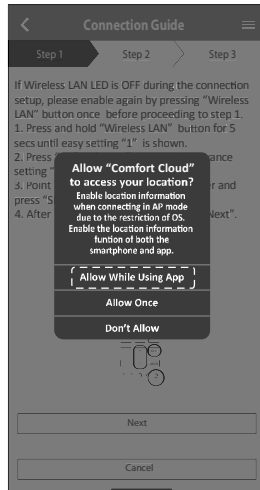 Connection Guide
Step 1
Step 2
Step 3
If Wireless LAN LED is OFF during the connection
setup, please enable again by pressing "Wireless
LAN" button once before proceeding to step 1.
1. Press and hold "Wireless LAN" button for 5
secs until easy setting "1" is shown.
2. Press
setting "
3. Point er and
press "S
4. After Next".
Allow "Comfort Cloud"
to access your location?
Enable location information
when connecting in AP mode
due to the restriction of OS.
Enable the location information
funtion of both the
smartphone and app.
Allow While Using App
Allow Once
Don't Allow
Next
Cancel